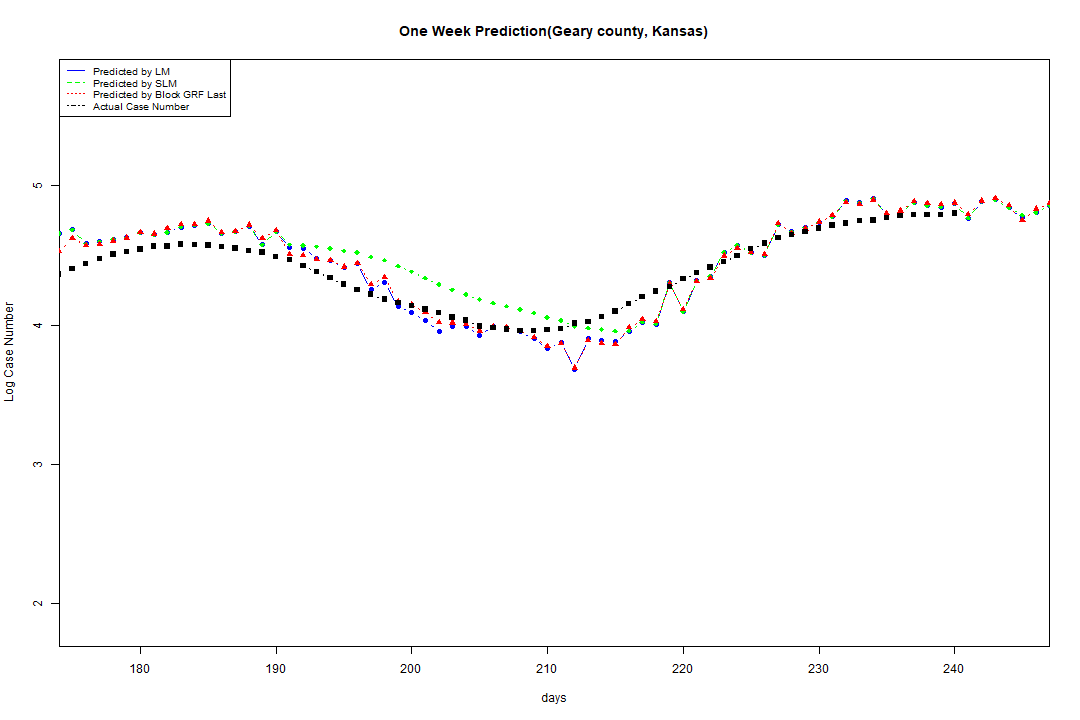 One Week Prediction(Geary county, Kansas)
Predicted by LM
Predicted by SLM
Predicted by Block GRF Last
Actual Case Number
5
4
3
2
Log Case Number
180 190 200 210 220 230 240
days